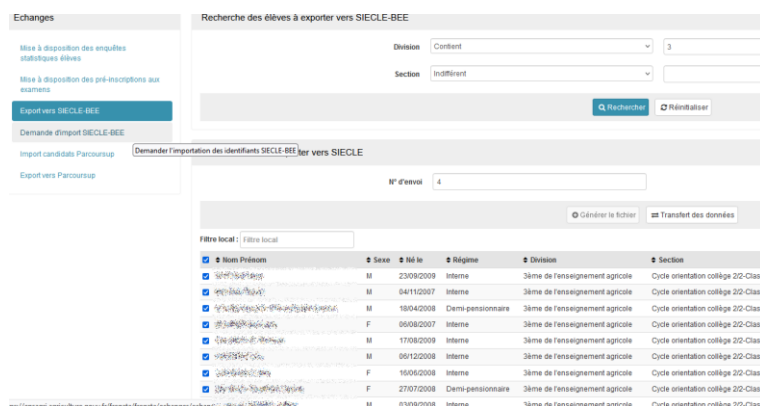 Echanges
Mise à disposition des enquêtes
statistiques élèves
Mise à disposition des pré-inscriptions aux
examens
Export vers SIECLE-BEE
Demande d'import SIECLE-BEE
Demander l'importation des identifiants SIECLE-BEE
Import candidats Parcoursup
Export vers Parcoursup
Recherche des élèves à exporter vers SIECLE-BEE
Division Contient 3
Section Indifférent
Rechercher Réinitialiser
vers SIECLE
N° d'envoi 4
Générer le fichier Transfert des données
Filtre local : Filtre local
Nom Prénom Sexe Né le Régime Division Section
M 23/09/2009 Interne 3ème de l'enseignement agricole Cycle orientation collège 2/2-Clas
M 04/11/2007 Interne 3ème de l'enseignement agricole Cycle orientation collège 2/2-Clas
M 18/04/2008 Demi-pensionnaire 3ème de l'enseignement agricole Cycle orientation collège 2/2-Clas
F 06/08/2007 Interne 3ème de l'enseignement agricole Cycle orientation collège 2/2-Clas
M 17/08/2009 Interne 3ème de l'enseignement agricole Cycle orientation collège 2/2-Clas
M 06/12/2008 Interne 3ème de l'enseignement agricole Cycle orientation collège 2/2-Clas
F 16/06/2008 Interne 3ème de l'enseignement agricole Cycle orientation collège 2/2-Clas
F 27/07/2008 Demi-pensionnaire 3ème de l'enseignement agricole Cycle orientation collège 2/2-Clas
M 03/09/2008 Interne 3ème de l'enseignement agricole Cycle orientation collège 2/2-Clas